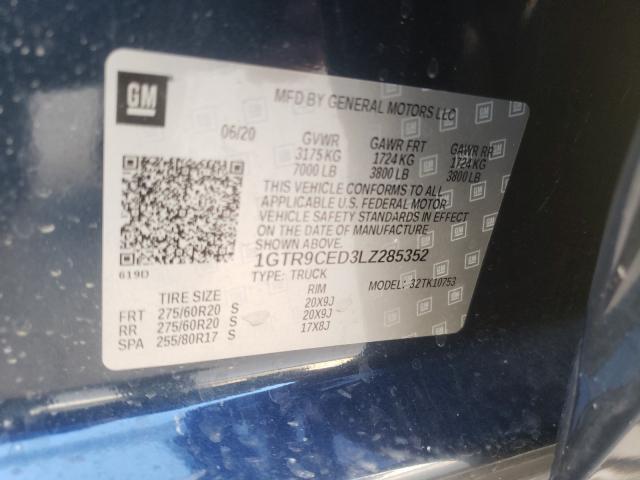 GM
MFD BY GENERAL MOTORS LLC
06/20 GVWR GAWR FRT GAWR RR
3175 KG 1724 KG 1724 KG
7000 LB 3800 LB 3800 LB
THIS VEHICLE CONFORMS TO ALL
APPLICABLE U.S. FEDERAL MOTOR
VEHICLE SAFETY STANDARDS IN EFFECT
ON THE DATE OF MANUFACTURE
SHOWN ABOVE.
619D 1GTR9CED3LZ285352
TYPE: TRUCK MODEL: 32TK10753
TIRE SIZE RIM
FRT 275/60R20 S 20X9J
RR 275/60R20 S 20X9J
SPA 255/80R17 S 17X8J